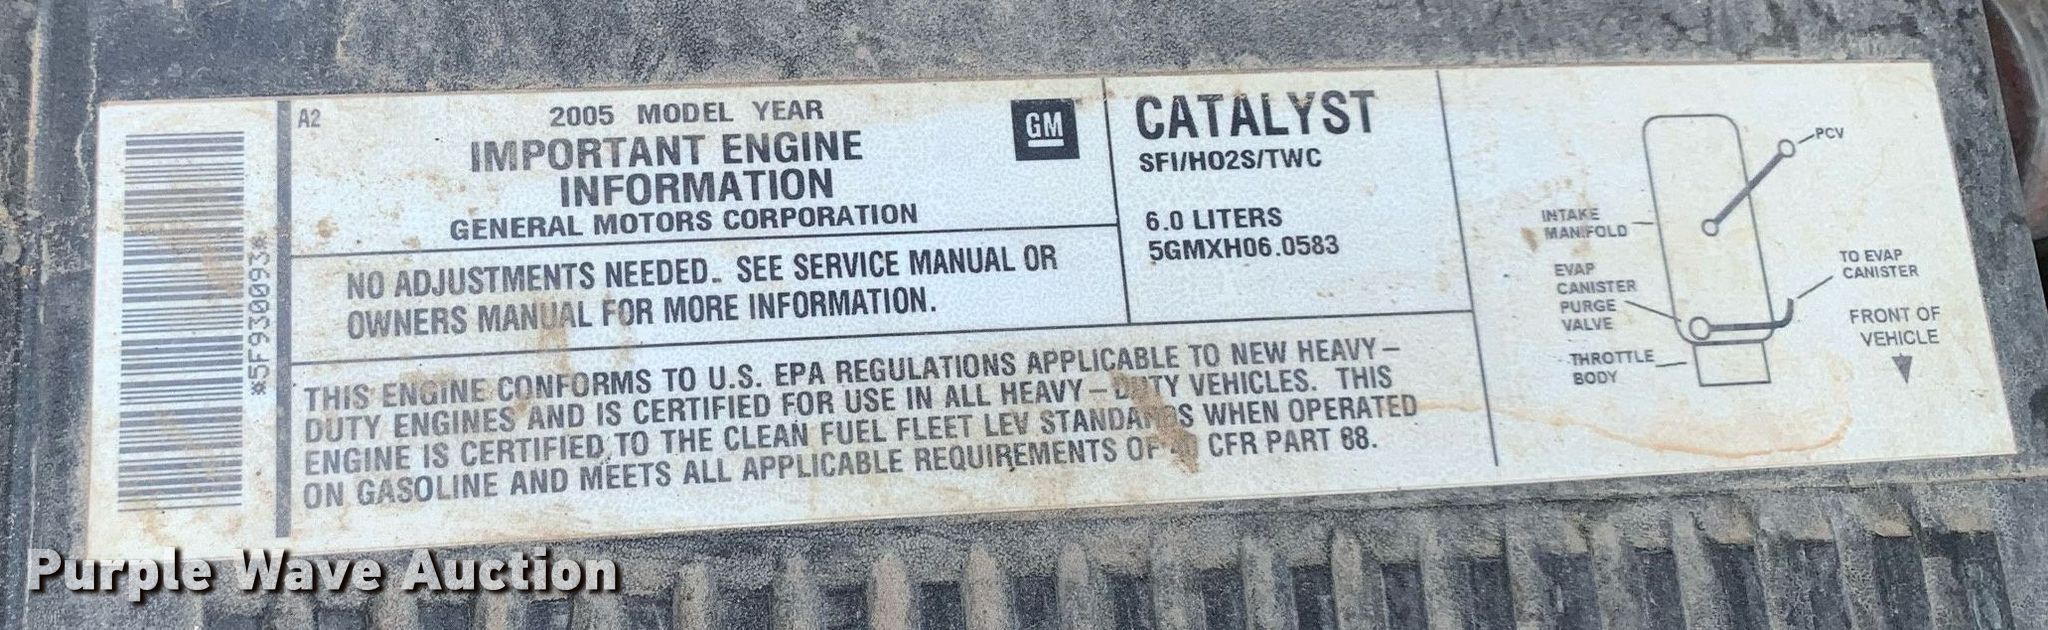 *5F930093*
A2
2005 MODEL YEAR
IMPORTANT ENGINE
INFORMATION
GENERAL MOTORS CORPORATION
GM
NO ADJUSTMENTS NEEDED. SEE SERVICE MANUAL OR
OWNERS MANUAL FOR MORE INFORMATION.
CATALYST
SFI/HO2S/TWC
6.0 LITERS
5GMXH06.0583
THIS ENGINE CONFORMS TO U.S. EPA REGULATIONS APPLICABLE TO NEW HEAVY-
DUTY ENGINES AND IS CERTIFIED FOR USE IN ALL HEAVY-DUTY VEHICLES. THIS
ENGINE IS CERTIFIED TO THE CLEAN FUEL FLEET LEV STANDARDS WHEN OPERATED
ON GASOLINE AND MEETS ALL APPLICABLE REQUIREMENTS OF CFR PART 88.
PCV
INTAKE
MANIFOLD
EVAP
CANISTER
PURGE
VALVE
THROTTLE
BODY
TO EVAP
CANISTER
FRONT OF
VEHICLE
Purple Wave Auction